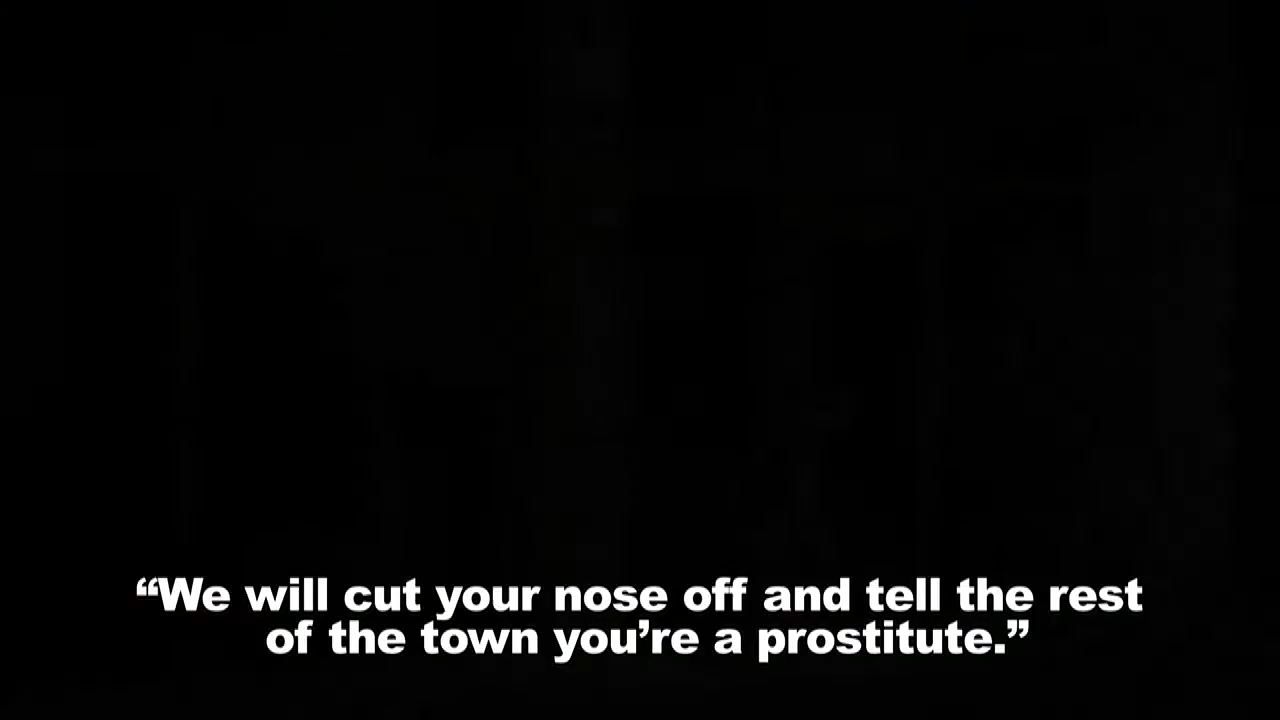 “We will cut your nose off and tell the rest
of the town you’re a prostitute.”